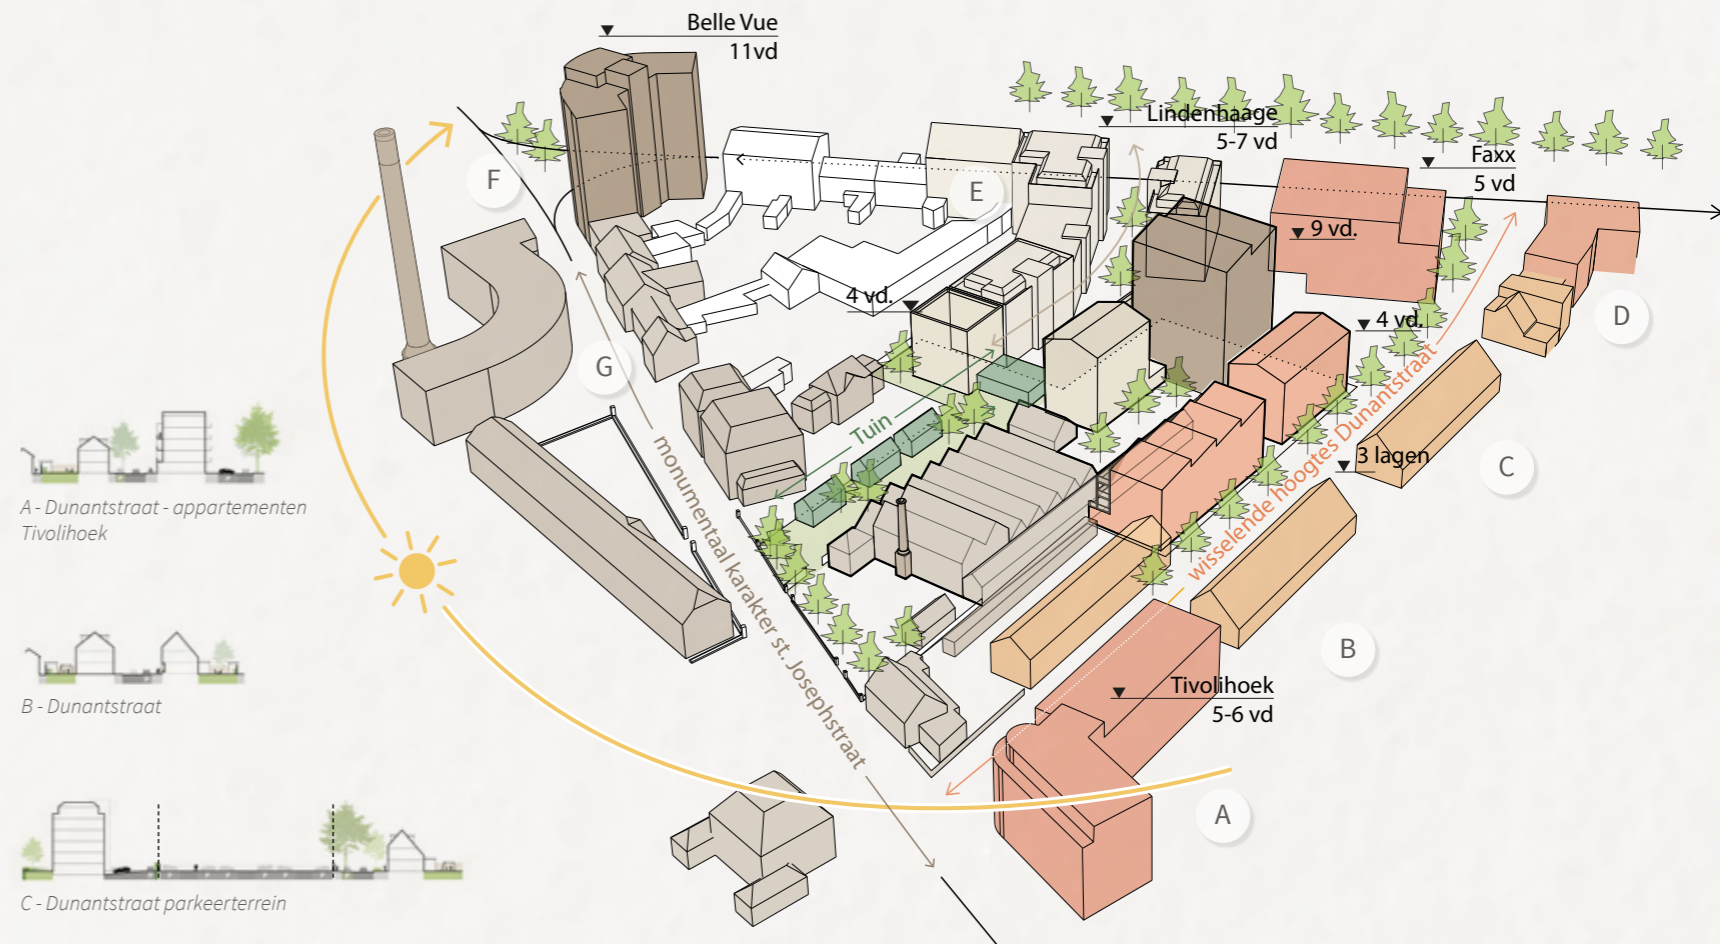 Belle Vue
11vd
Lindenhaage
5-7 vd
Faxx
5 vd
F
E
9 vd.
4 vd.
4 vd.
D
G
Tuin
wisselende hoogtes Dunantstraat
3 lagen
C
monumentaal karakter st. Josephstraat
A - Dunantstraat - appartementen
Tivolihoek
B
Tivolihoek
5-6 vd
B - Dunantstraat
A
C - Dunantstraat parkeerterrein